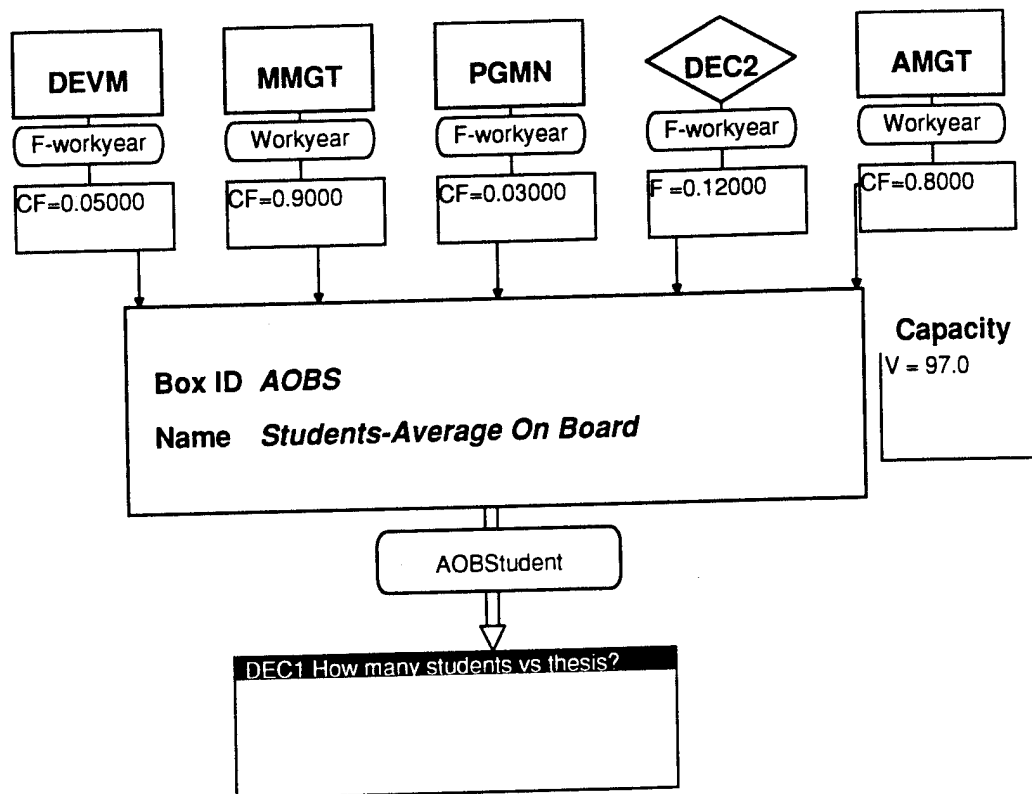 DEVM MMGT PGMN DEC2 AMGT
F-workyear Workyear F-workyear F-workyear Workyear
CF=0.05000 CF=0.9000 CF=0.03000 F =0.12000 CF=0.8000
Capacity
V = 97.0
Box ID AOBS
Name Students-Average On Board
AOBStudent
DEC1 How many students vs thesis?